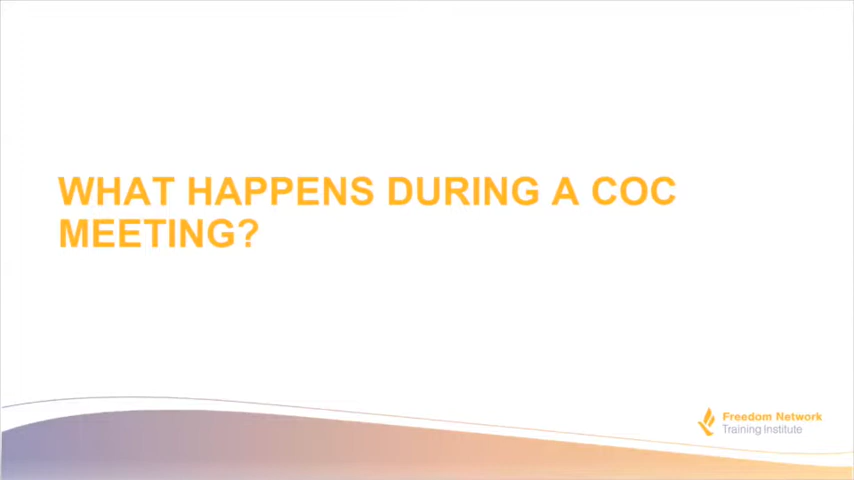 WHAT HAPPENS DURING A COC
MEETING?
Freedom Network
Training Institute